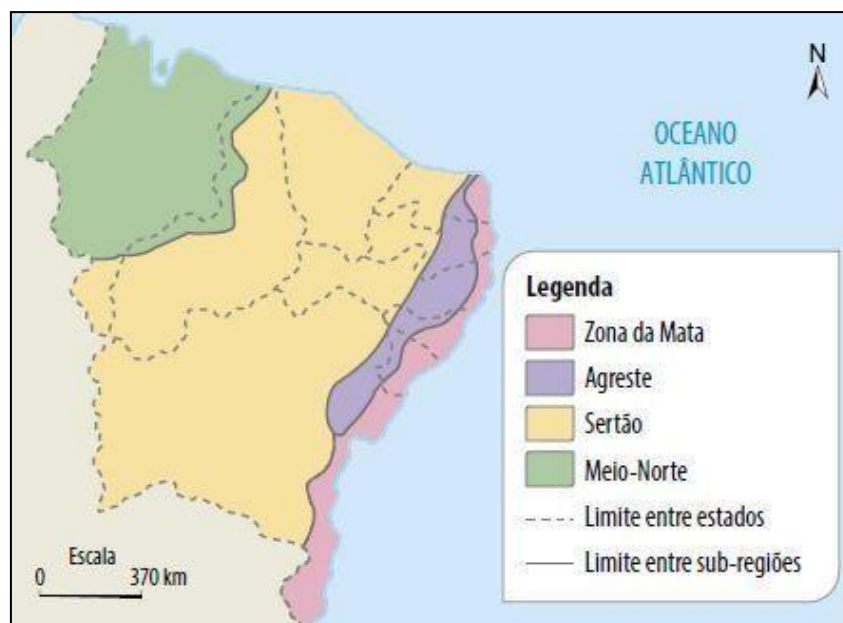 N
OCEANO
ATLÂNTICO
Legenda
Zona da Mata
Agreste
Sertão
Meio-Norte
Limite entre estados
Limite entre sub-regiões
Escala
0 370 km